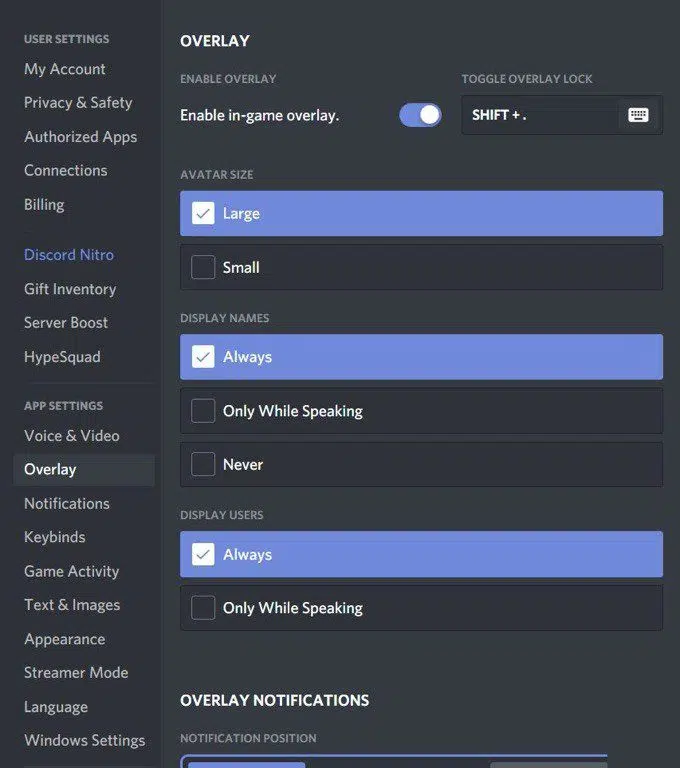 USER SETTINGS
My Account
Privacy & Safety
Authorized Apps
Connections
Billing
Discord Nitro
Gift Inventory
Server Boost
HypeSquad
APP SETTINGS
Voice & Video
Overlay
Notifications
Keybinds
Game Activity
Text & Images
Appearance
Streamer Mode
Language
Windows Settings
OVERLAY
ENABLE OVERLAY
Enable in-game overlay.
TOGGLE OVERLAY LOCK
SHIFT + .
AVATAR SIZE
Large
Small
DISPLAY NAMES
Always
Only While Speaking
Never
DISPLAY USERS
Always
Only While Speaking
OVERLAY NOTIFICATIONS
NOTIFICATION POSITION